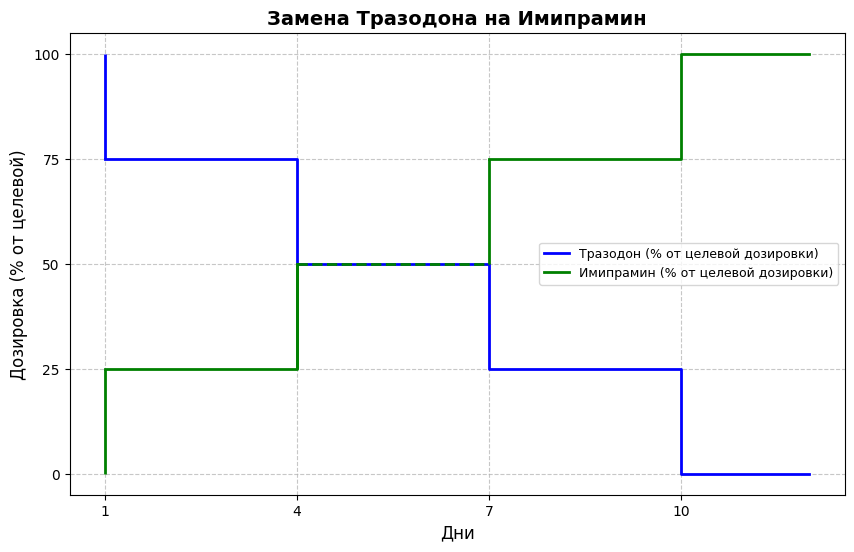 Замена Тразодона на Имипрамин
Дозировка (% от целевой)
100
75
50
25
0
Тразодон (% от целевой дозировки)
Имипрамин (% от целевой дозировки)
1 4 7 10
Дни